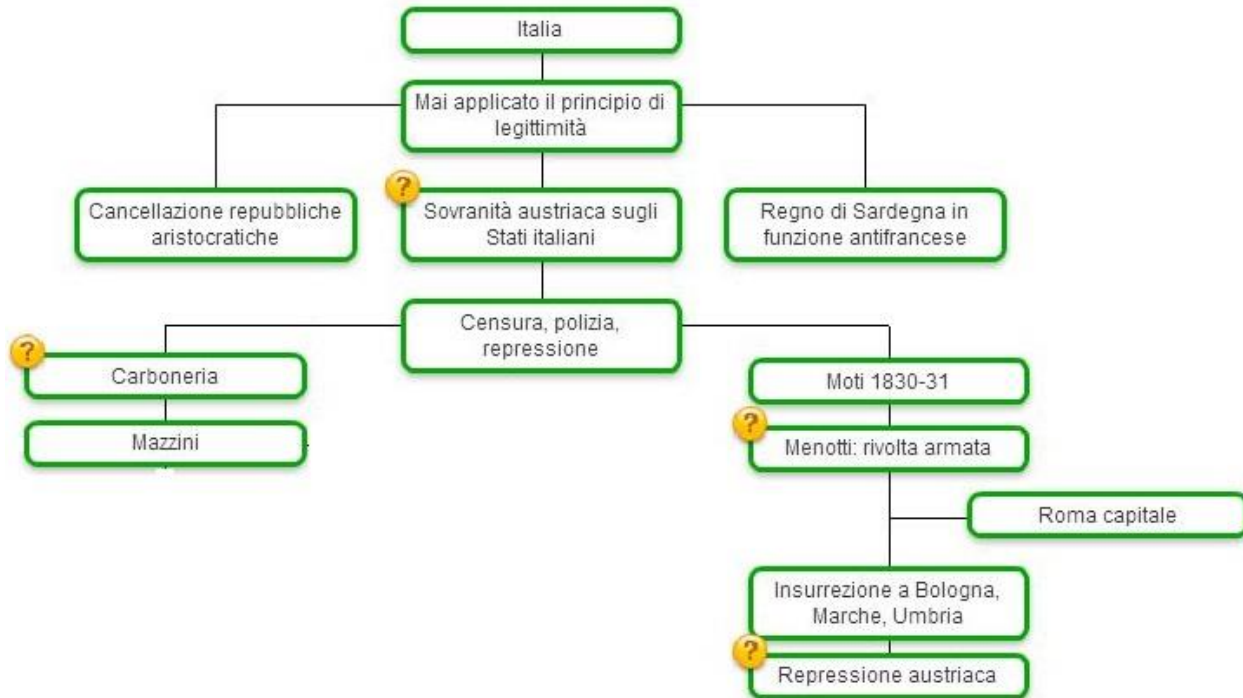 Italia
Mai applicato il principio di
legittimità
Cancellazione repubbliche
aristocratiche
?
Sovranità austriaca sugli
Stati italiani
Regno di Sardegna in
funzione antifrancese
Censura, polizia,
repressione
?
Carboneria
Mazzini
Moti 1830-31
?
Menotti: rivolta armata
Roma capitale
Insurrezione a Bologna,
Marche, Umbria
?
Repressione austriaca